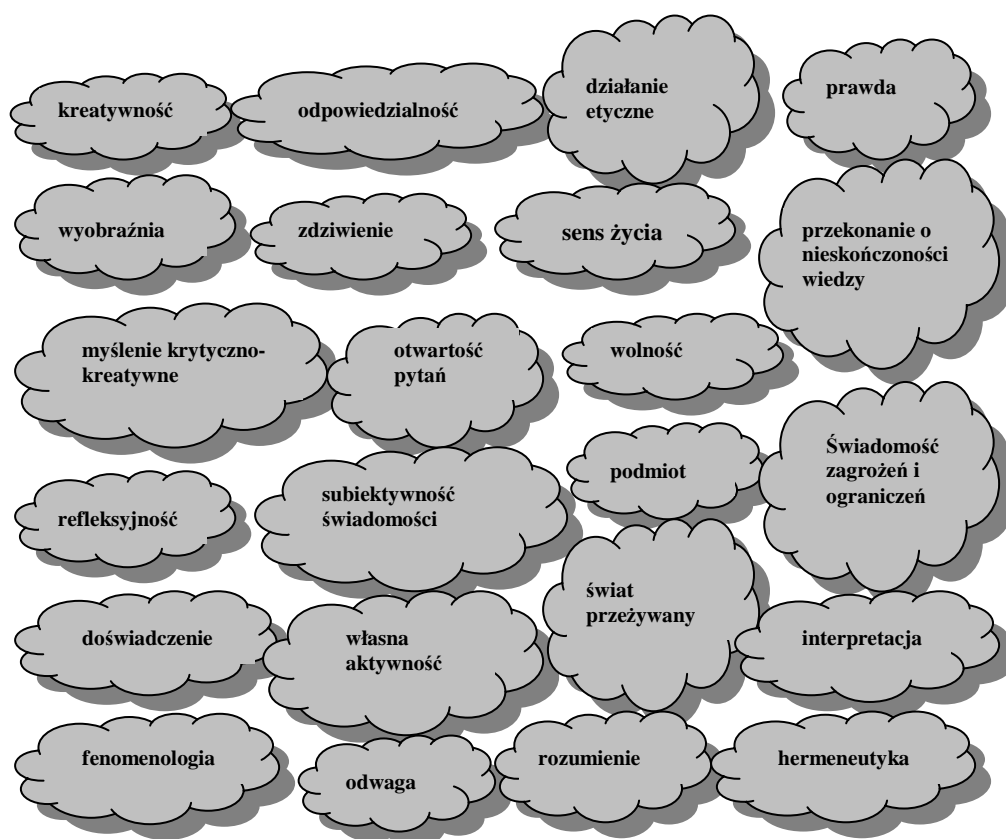 kreatywność
odpowiedzialność
działanie
etyczne
prawda
wyobraźnia
zdziwienie
sens życia
przekonanie o
nieskończoności
wiedzy
myślenie krytyczno-
kreatywne
otwartość
pytań
wolność
refleksyjność
subiektywność
świadomości
podmiot
Świadomość
zagrożeń i
ograniczeń
doświadczenie
własna
aktywność
świat
przeżywany
interpretacja
fenomenologia
odwaga
rozumienie
hermeneutyka